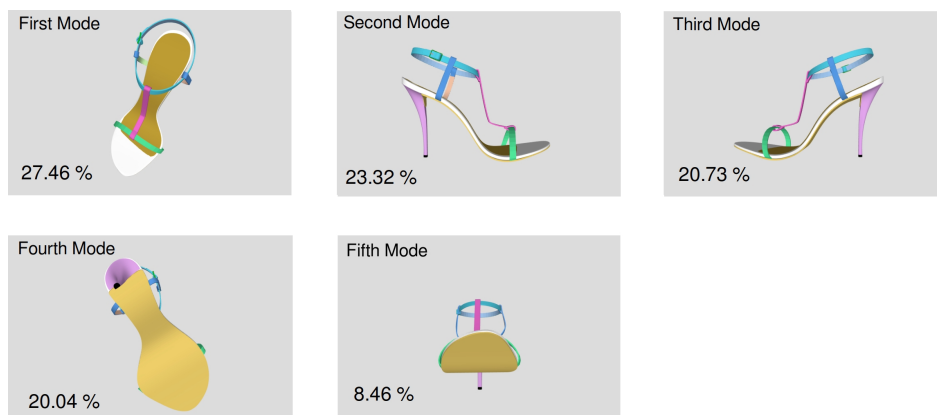 First Mode
27.46 %
Second Mode
23.32 %
Third Mode
20.73 %
Fourth Mode
20.04 %
Fifth Mode
8.46 %